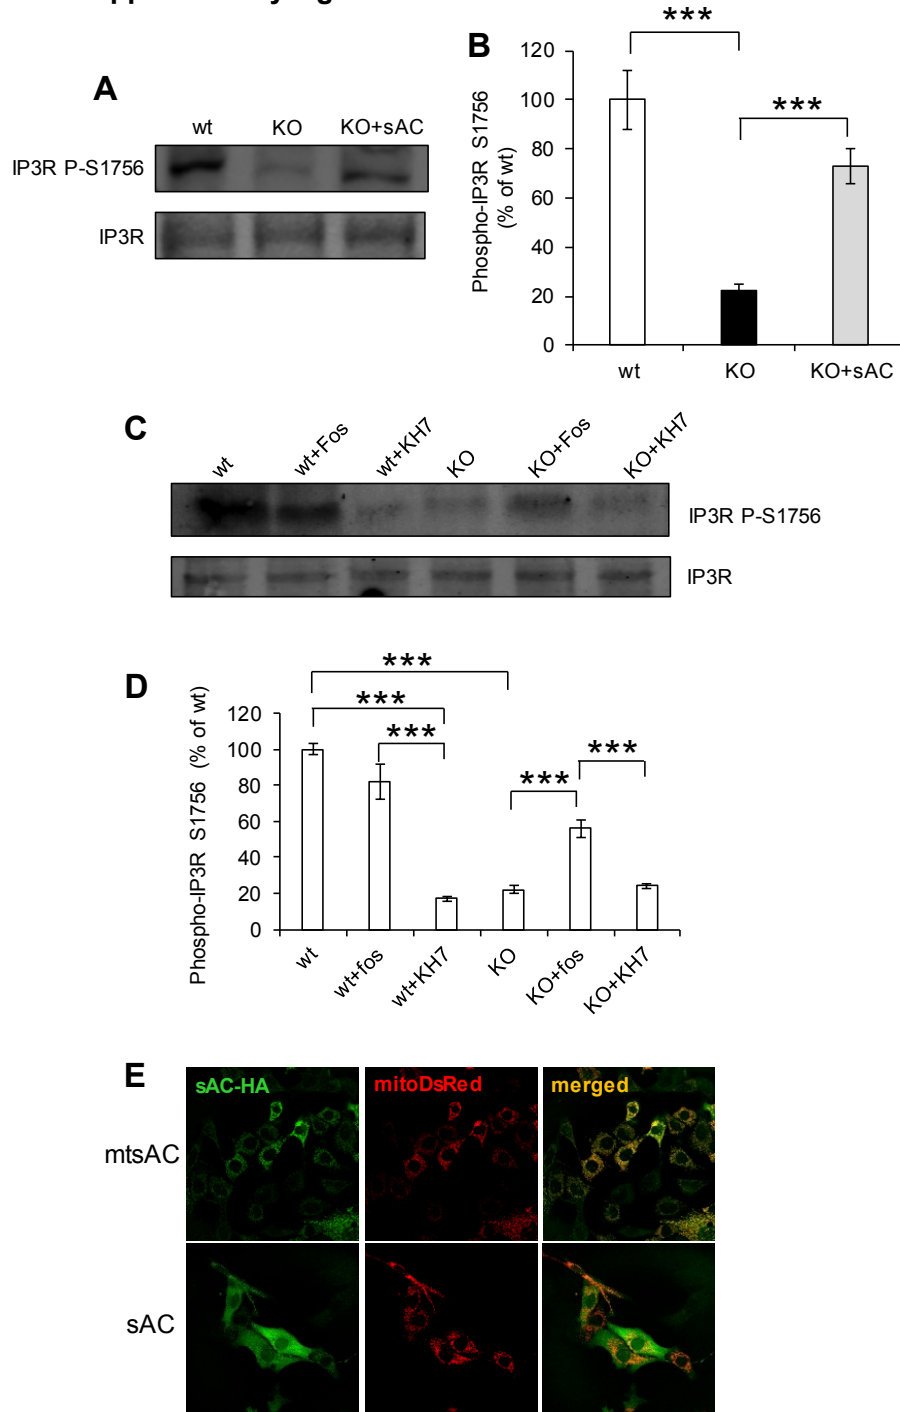 A
wt KO KO+sAC
IP3R P-S1756
IP3R
B
***
***
Phospho-IP3R S1756
(% of wt)
120
100
80
60
40
20
0
wt KO KO+sAC
C
wt wt+Fos wt+KH7 KO KO+Fos KO+KH7
IP3R P-S1756
IP3R
D
***
***
***
***
***
Phospho-IP3R S1756 (% of wt)
120
100
80
60
40
20
0
wt wt+fos wt+KH7 KO KO+fos KO+KH7
E
sAC-HA mitoDsRed merged
mtsAC
sAC